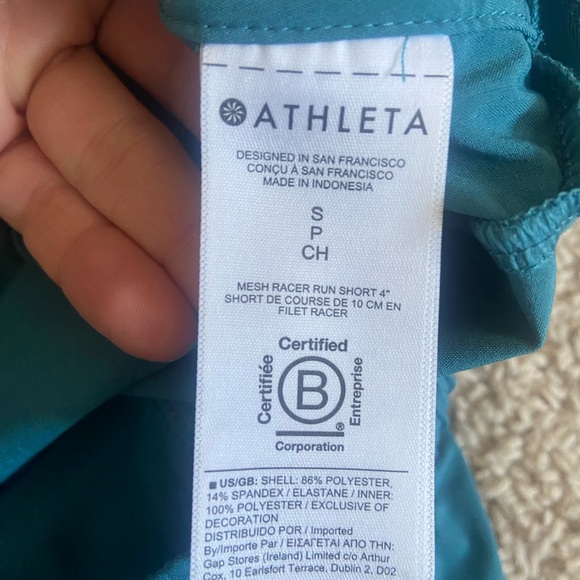 ATHLETA
DESIGNED IN SAN FRANCISCO
CONÇU À SAN FRANCISCO
MADE IN INDONESIA
S
P
CH
MESH RACER RUN SHORT 4"
SHORT DE COURSE DE 10 CM EN
FILET RACER
Certified
Certifiée
B
®
Entreprise
Corporation
■ US/GB: SHELL: 86% POLYESTER,
14% SPANDEX / ELASTANE / INNER:
100% POLYESTER / EXCLUSIVE OF
DECORATION
DISTRIBUIDO POR / Imported
By/Importe Par / ΕΙΣΑΓΕΤΑΙ ΑΠΟ ΤΗΝ:
Gap Stores (Ireland) Limited c/o Arthur
Cox, 10 Earlsfort Terrace, Dublin 2, D02